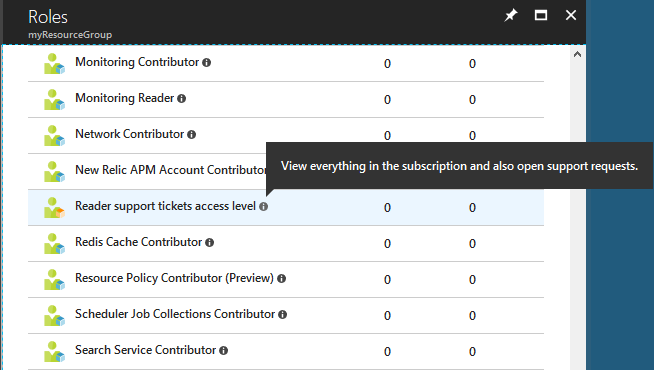 Roles
myResourceGroup
Monitoring Contributor 0 0
Monitoring Reader 0 0
Network Contributor 0 0
View everything in the subscription and also open support requests.
New Relic APM Account Contributor
Reader support tickets access level 0 0
Redis Cache Contributor 0 0
Resource Policy Contributor (Preview) 0 0
Scheduler Job Collections Contributor 0 0
Search Service Contributor 0 0